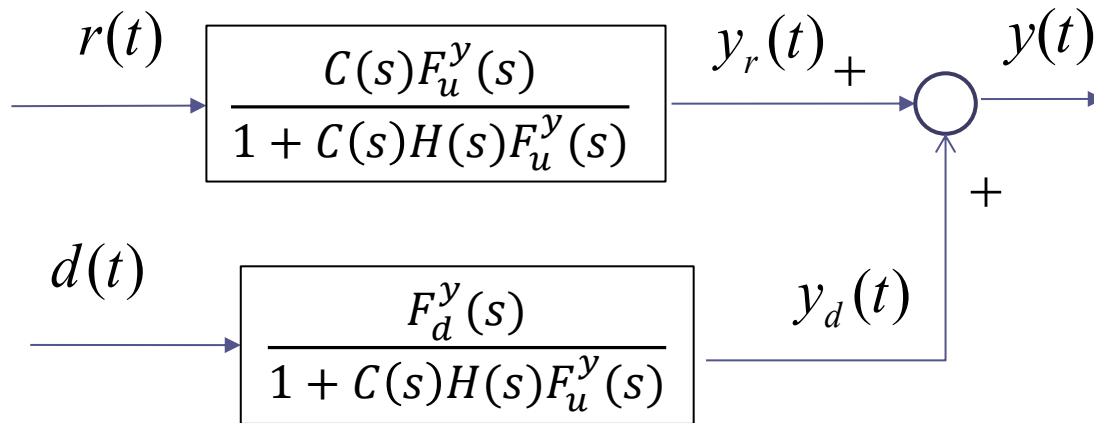 r(t)
C(s)F_u^y(s)
1 + C(s)H(s)F_u^y(s)
y_r(t) +
y(t)
+
d(t)
F_d^y(s)
1 + C(s)H(s)F_u^y(s)
y_d(t)